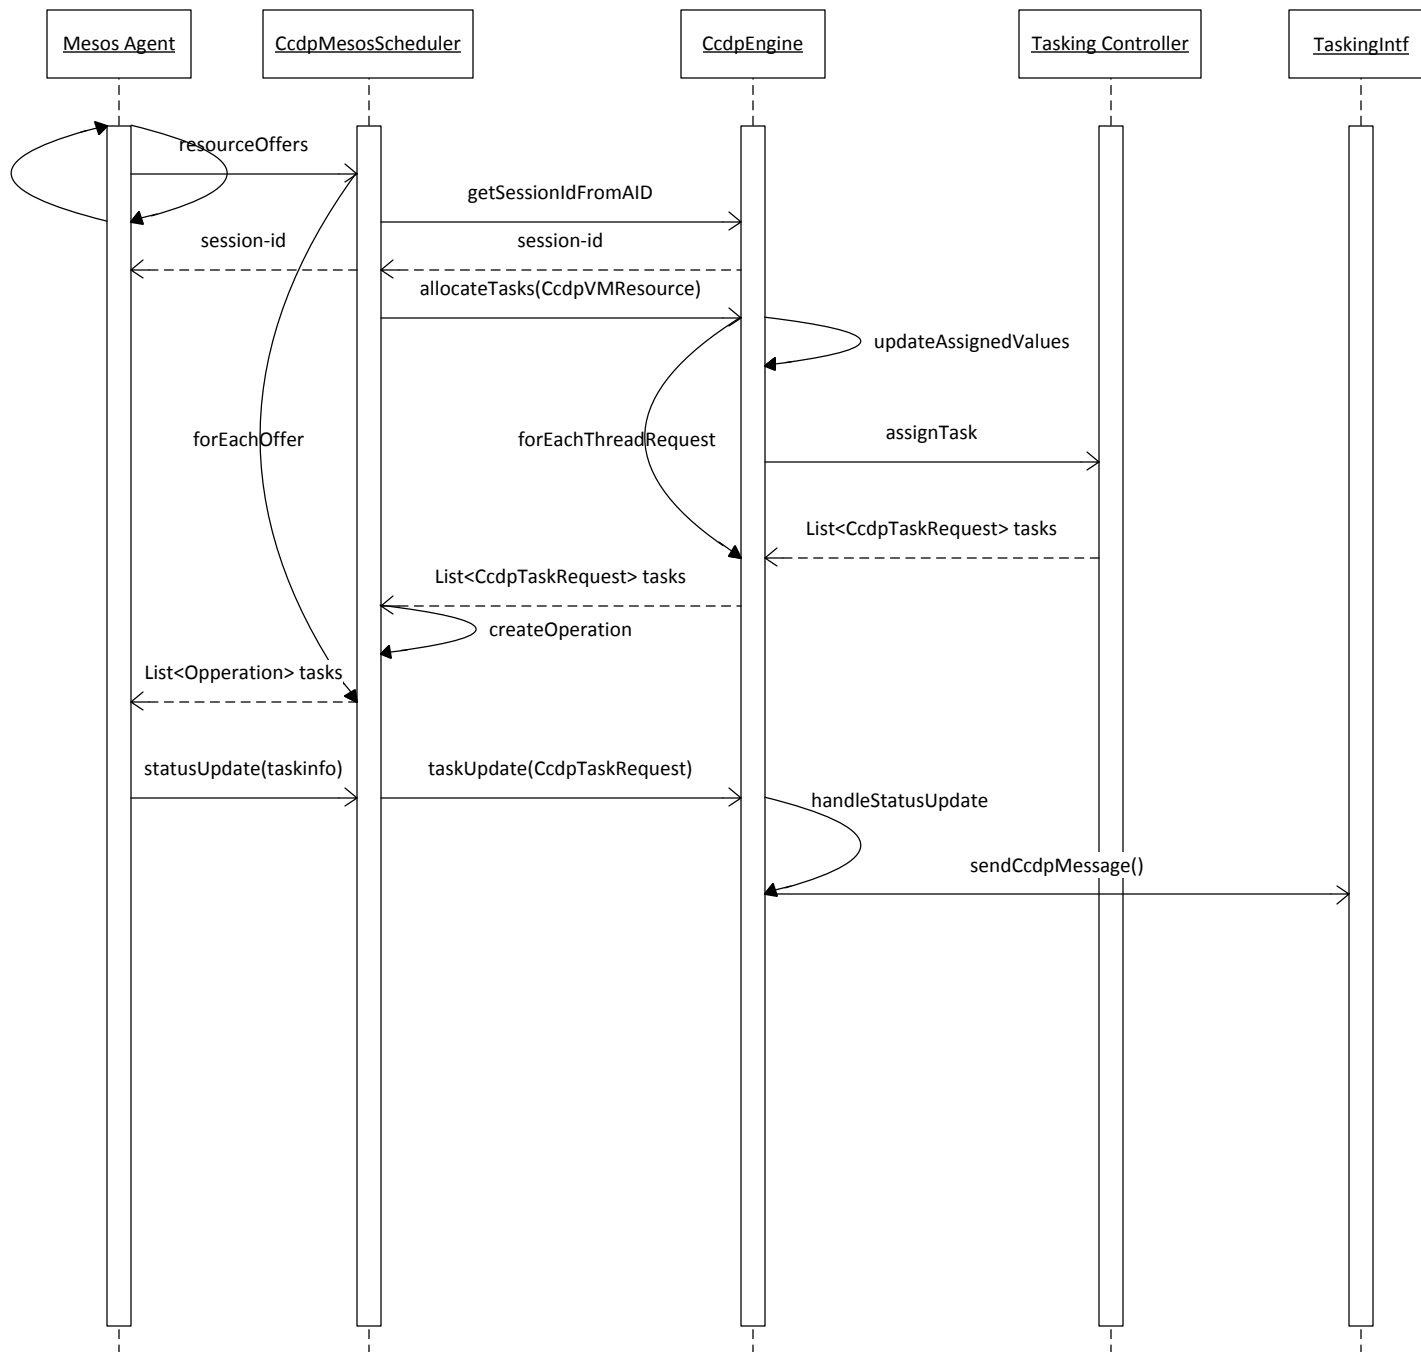 Mesos Agent
CcdpMesosScheduler
CcdpEngine
Tasking Controller
TaskingIntf
resourceOffers
getSessionIdFromAID
session-id
session-id
allocateTasks(CcdpVMResource)
updateAssignedValues
forEachOffer
forEachThreadRequest
assignTask
List<CcdpTaskRequest> tasks
List<CcdpTaskRequest> tasks
createOperation
List<Opperation> tasks
statusUpdate(taskinfo)
taskUpdate(CcdpTaskRequest)
handleStatusUpdate
sendCcdpMessage()